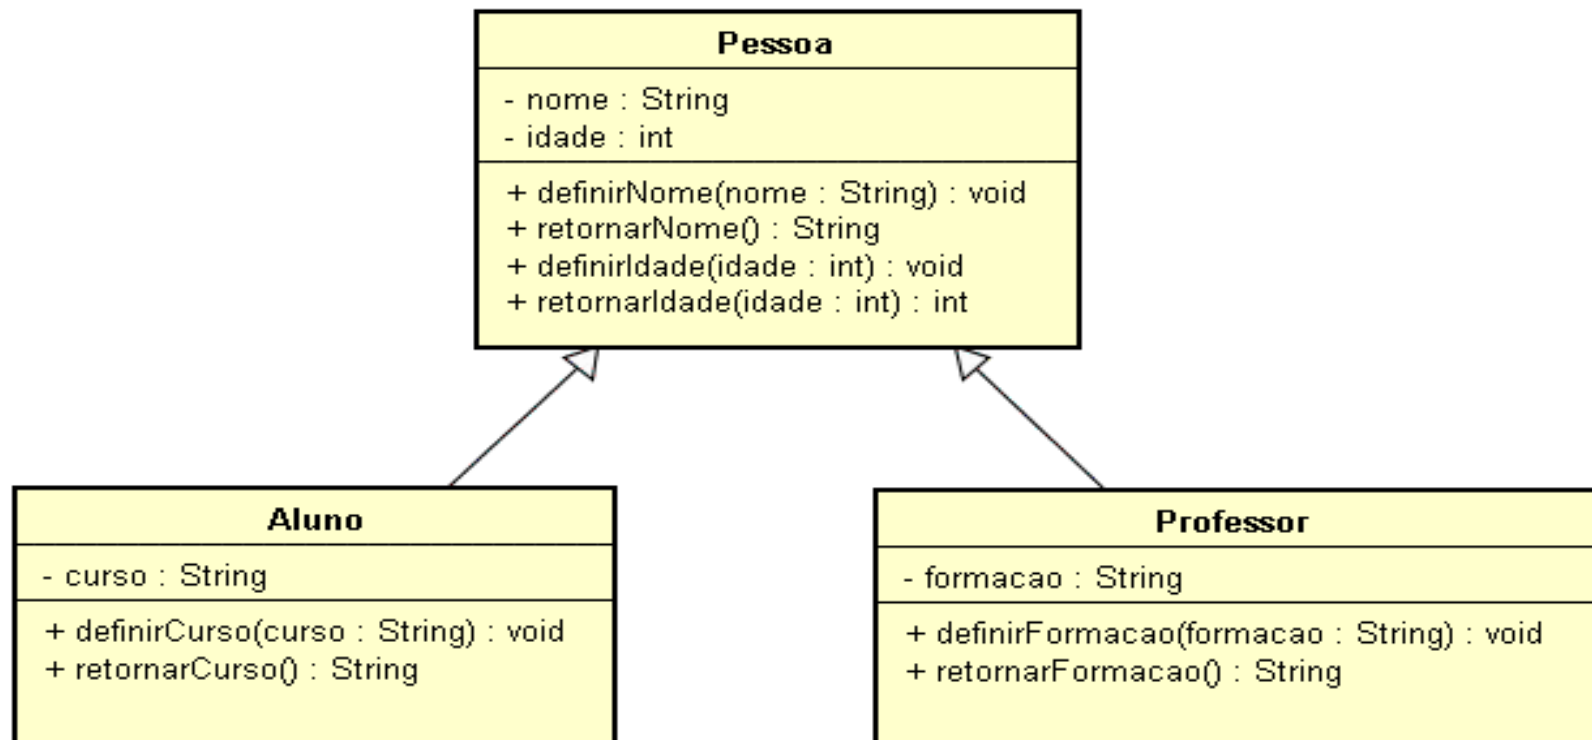 Pessoa
- nome : String
- idade : int
+ definirNome(nome : String) : void
+ retornarNome() : String
+ definirIdade(idade : int) : void
+ retornarIdade(idade : int) : int
Aluno
- curso : String
+ definirCurso(curso : String) : void
+ retornarCurso() : String
Professor
- formacao : String
+ definirFormacao(formacao : String) : void
+ retornarFormacao() : String